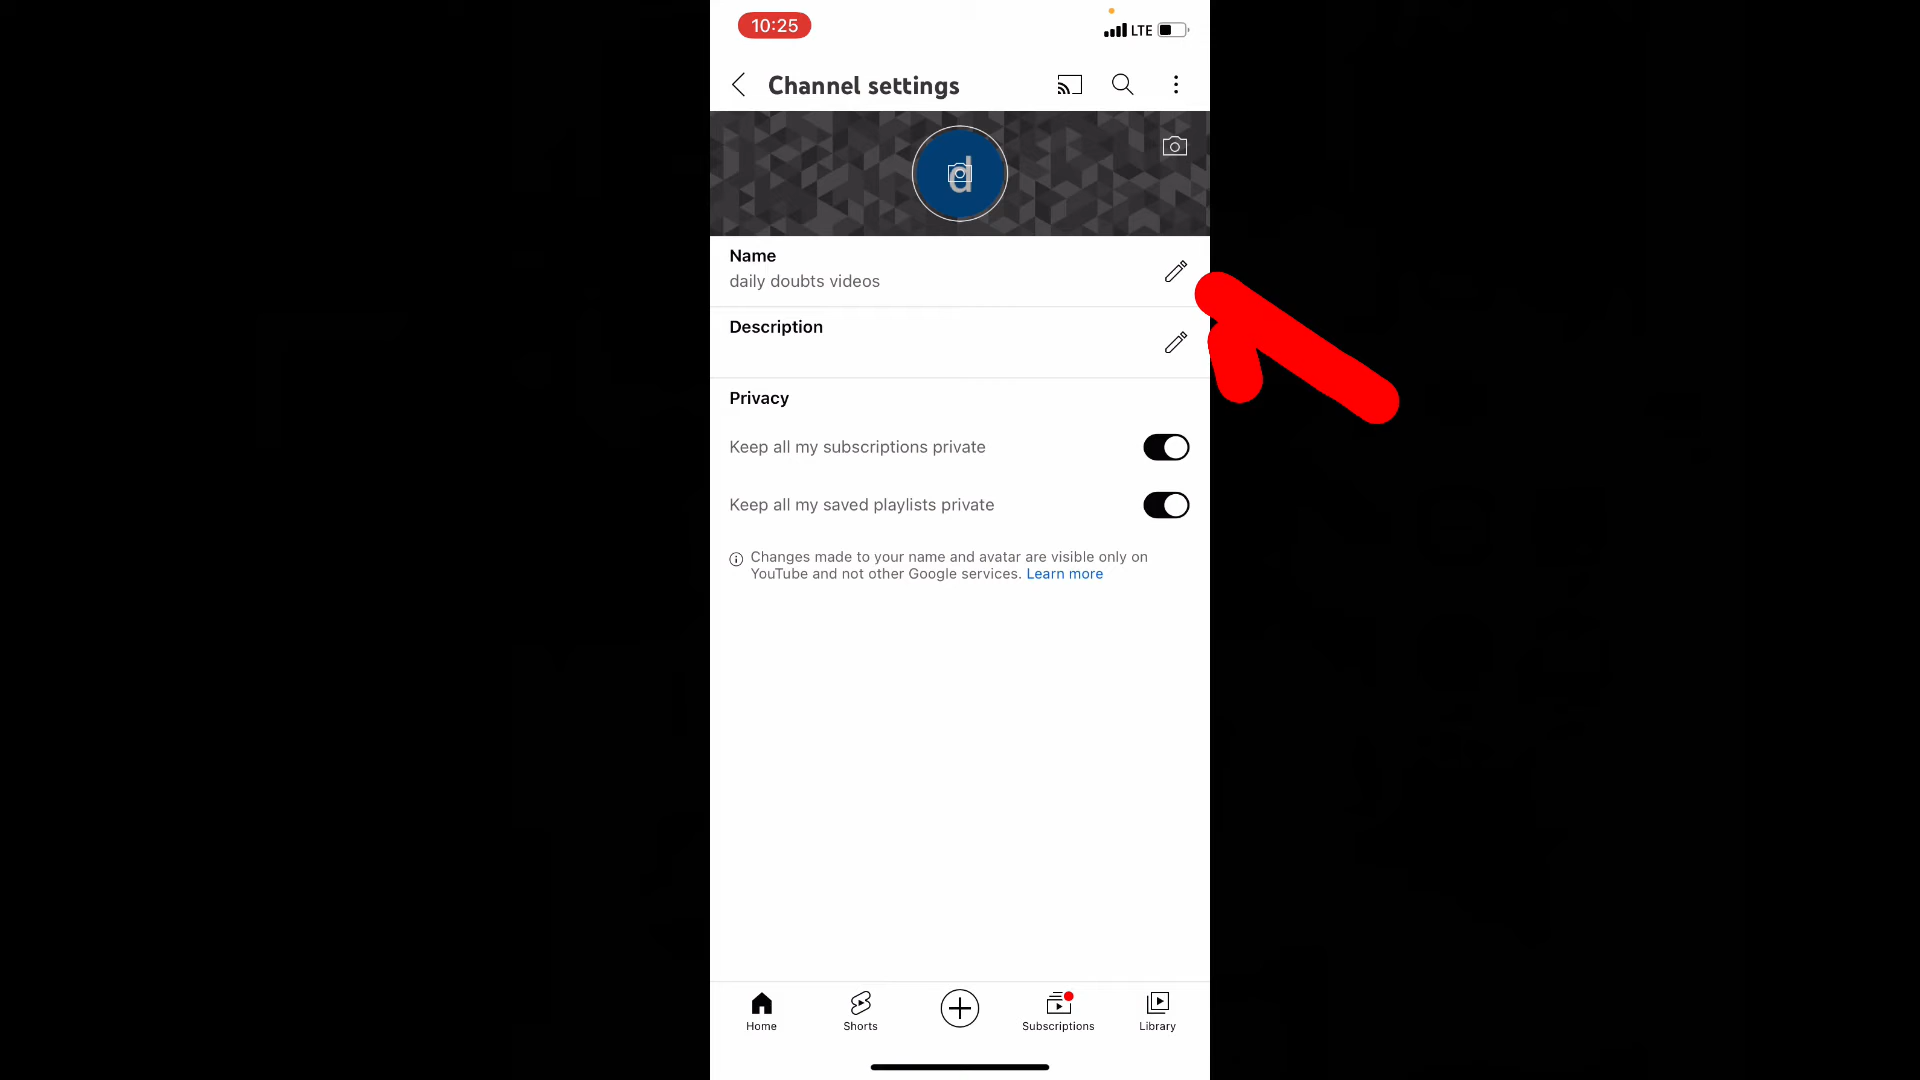 10:25
LTE
Channel settings
d
Name
daily doubts videos
Description
Privacy
Keep all my subscriptions private
Keep all my saved playlists private
Changes made to your name and avatar are visible only on
YouTube and not other Google services. Learn more
Home
Shorts
Subscriptions
Library